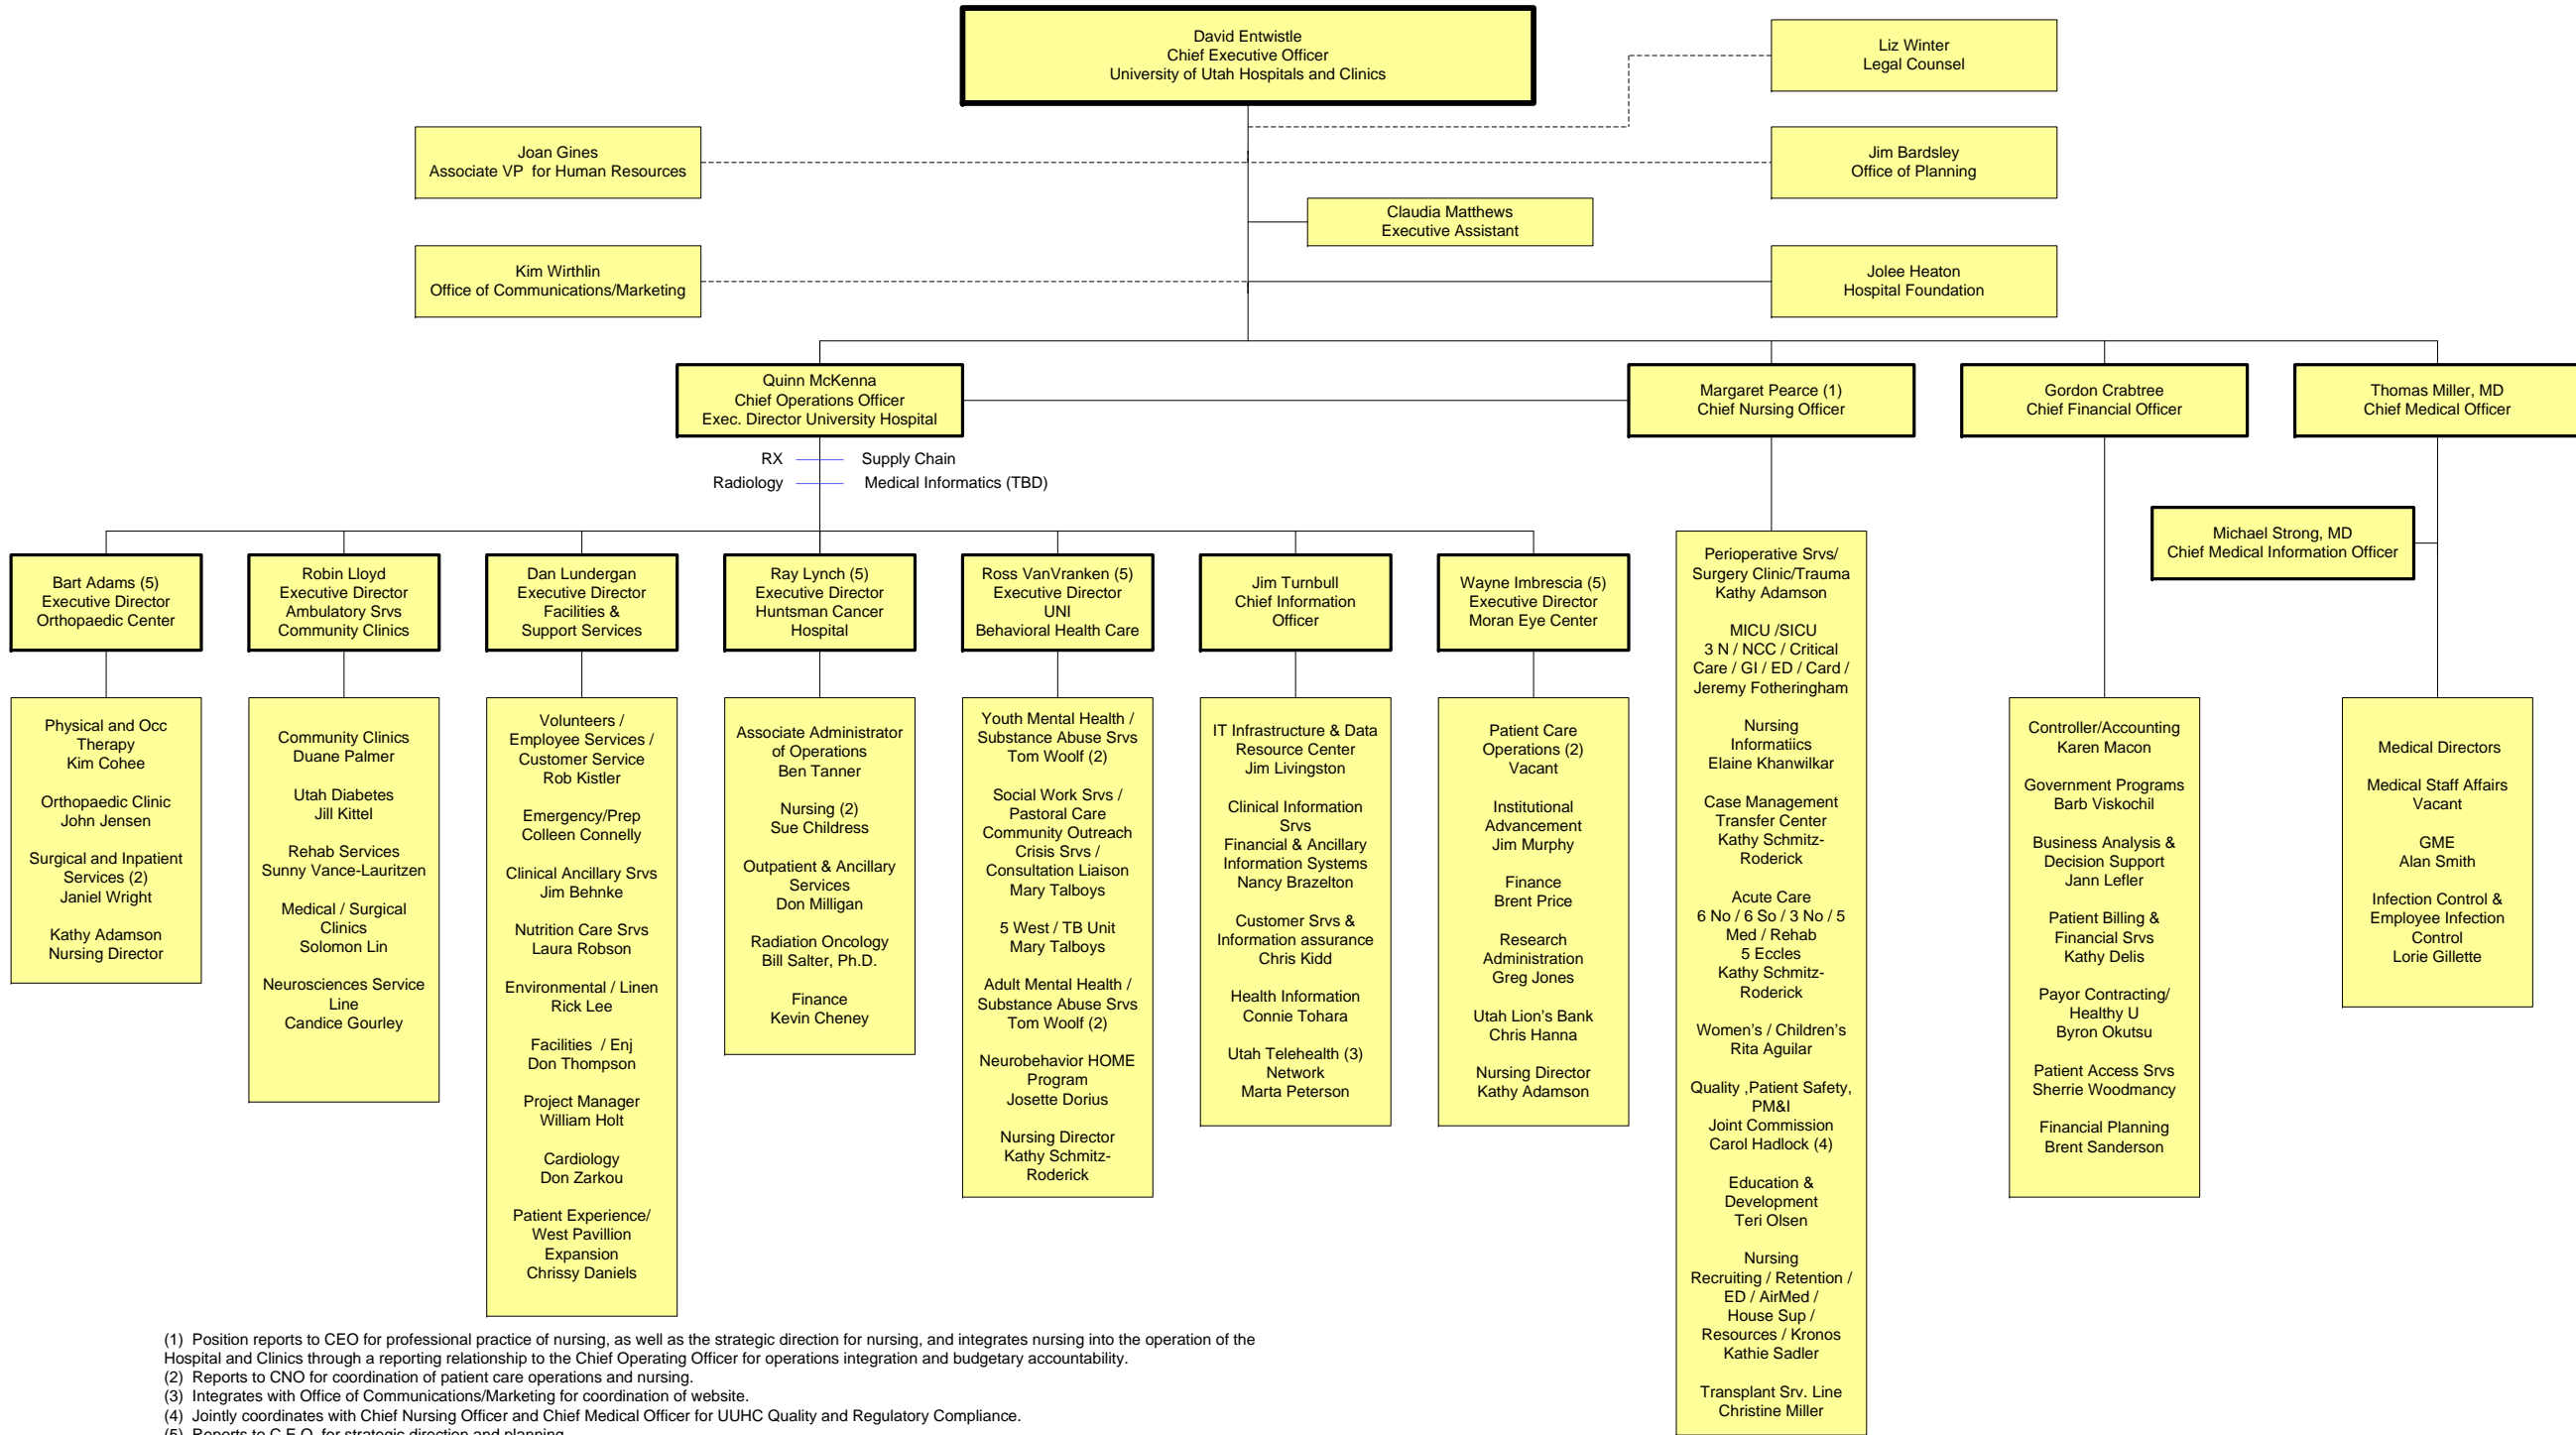 David Entwistle
Chief Executive Officer
University of Utah Hospitals and Clinics
Liz Winter
Legal Counsel
Joan Gines
Associate VP  for Human Resources
Jim Bardsley
Office of Planning
Claudia Matthews
Executive Assistant
Kim Wirthlin
Office of Communications/Marketing
Jolee Heaton
Hospital Foundation
Quinn McKenna
Chief Operations Officer
Exec. Director University Hospital
Margaret Pearce (1)
Chief Nursing Officer
Gordon Crabtree
Chief Financial Officer
Thomas Miller, MD
Chief Medical Officer
RX
Supply Chain
Radiology
Medical Informatics (TBD)
Michael Strong, MD
Chief Medical Information Officer
Bart Adams (5)
Executive Director
Orthopaedic Center
Robin Lloyd
Executive Director
Ambulatory Srvs
Community Clinics
Dan Lundergan
Executive Director
Facilities &
Support Services
Ray Lynch (5)
Executive Director
Huntsman Cancer
Hospital
Ross VanVranken (5)
Executive Director
UNI
Behavioral Health Care
Jim Turnbull
Chief Information
Officer
Wayne Imbrescia (5)
Executive Director
Moran Eye Center
Physical and Occ
Therapy
Kim Cohee
Orthopaedic Clinic
John Jensen
Surgical and Inpatient
Services (2)
Janiel Wright
Kathy Adamson
Nursing Director
Community Clinics
Duane Palmer
Utah Diabetes
Jill Kittel
Rehab Services
Sunny Vance-Lauritzen
Medical / Surgical
Clinics
Solomon Lin
Neurosciences Service
Line
Candice Gourley
Volunteers /
Employee Services /
Customer Service
Rob Kistler
Emergency/Prep
Colleen Connelly
Clinical Ancillary Srvs
Jim Behnke
Nutrition Care Srvs
Laura Robson
Environmental / Linen
Rick Lee
Facilities  / Enj
Don Thompson
Project Manager
William Holt
Cardiology
Don Zarkou
Patient Experience/
West Pavillion
Expansion
Chrissy Daniels
Associate Administrator
of Operations
Ben Tanner
Nursing (2)
Sue Childress
Outpatient & Ancillary
Services
Don Milligan
Radiation Oncology
Bill Salter, Ph.D.
Finance
Kevin Cheney
Youth Mental Health /
Substance Abuse Srvs
Tom Woolf (2)
Social Work Srvs /
Pastoral Care
Community Outreach
Crisis Srvs /
Consultation Liaison
Mary Talboys
5 West / TB Unit
Mary Talboys
Adult Mental Health /
Substance Abuse Srvs
Tom Woolf (2)
Neurobehavior HOME
Program
Josette Dorius
Nursing Director
Kathy Schmitz-
Roderick
IT Infrastructure & Data
Resource Center
Jim Livingston
Clinical Information
Srvs
Financial & Ancillary
Information Systems
Nancy Brazelton
Customer Srvs &
Information assurance
Chris Kidd
Health Information
Connie Tohara
Utah Telehealth (3)
Network
Marta Peterson
Patient Care
Operations (2)
Vacant
Institutional
Advancement
Jim Murphy
Finance
Brent Price
Research
Administration
Greg Jones
Utah Lion's Bank
Chris Hanna
Nursing Director
Kathy Adamson
Perioperative Srvs/
Surgery Clinic/Trauma
Kathy Adamson
MICU /SICU
3 N / NCC / Critical
Care / GI / ED / Card /
Jeremy Fotheringham
Nursing
Informatiics
Elaine Khanwilkar
Case Management
Transfer Center
Kathy Schmitz-
Roderick
Acute Care
6 No / 6 So / 3 No / 5
Med / Rehab
5 Eccles
Kathy Schmitz-
Roderick
Women's / Children's
Rita Aguilar
Quality ,Patient Safety,
PM&I
Joint Commission
Carol Hadlock (4)
Education &
Development
Teri Olsen
Nursing
Recruiting / Retention /
ED / AirMed /
House Sup /
Resources / Kronos
Kathie Sadler
Transplant Srv. Line
Christine Miller
Controller/Accounting
Karen Macon
Government Programs
Barb Viskochil
Business Analysis &
Decision Support
Jann Lefler
Patient Billing &
Financial Srvs
Kathy Delis
Payor Contracting/
Healthy U
Byron Okutsu
Patient Access Srvs
Sherrie Woodmancy
Financial Planning
Brent Sanderson
Medical Directors
Medical Staff Affairs
Vacant
GME
Alan Smith
Infection Control &
Employee Infection
Control
Lorie Gillette
(1)  Position reports to CEO for professional practice of nursing, as well as the strategic direction for nursing, and integrates nursing into the operation of the
Hospital and Clinics through a reporting relationship to the Chief Operating Officer for operations integration and budgetary accountability.
(2)  Reports to CNO for coordination of patient care operations and nursing.
(3)  Integrates with Office of Communications/Marketing for coordination of website.
(4)  Jointly coordinates with Chief Nursing Officer and Chief Medical Officer for UUHC Quality and Regulatory Compliance.
(5)  Reports to C.E.O. for strategic direction and planning.